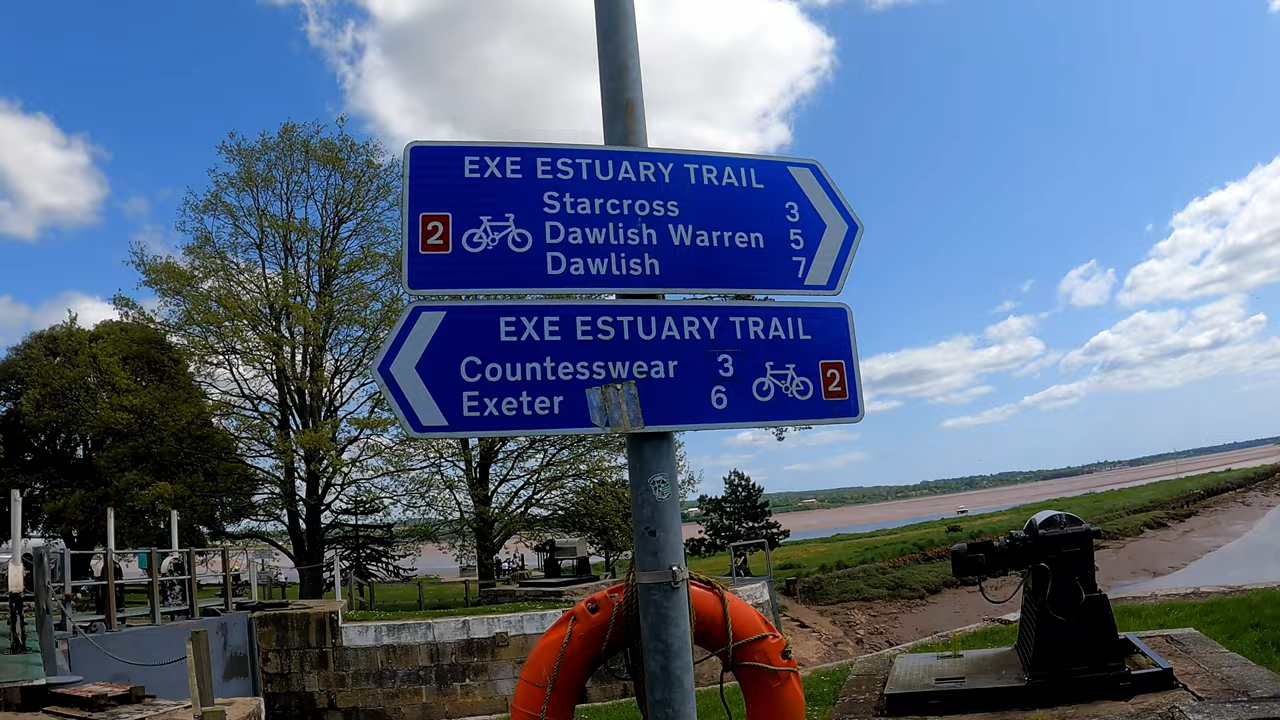 EXE ESTUARY TRAIL
Starcross 3
2 Dawlish Warren 5
Dawlish 7
EXE ESTUARY TRAIL
Countesswear 3 2
Exeter 6